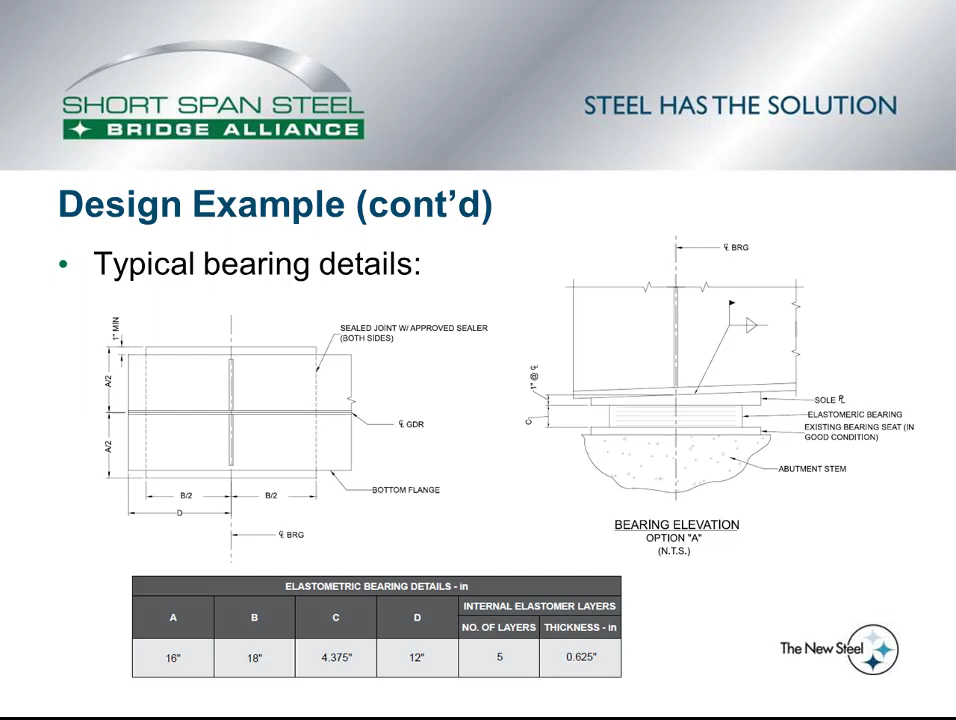 SHORT SPAN STEEL
BRIDGE ALLIANCE
STEEL HAS THE SOLUTION
Design Example (cont’d)
• Typical bearing details:
1" MIN
A/2
A/2
SEALED JOINT W/ APPROVED SEALER
(BOTH SIDES)
℄ GDR
BOTTOM FLANGE
B/2
B/2
D
℄ BRG
℄ BRG
1" @ ℄
C
SOLE ⅊
ELASTOMERIC BEARING
EXISTING BEARING SEAT (IN
GOOD CONDITION)
ABUTMENT STEM
BEARING ELEVATION
OPTION "A"
(N.T.S.)
ELASTOMETRIC BEARING DETAILS - in
A B C D INTERNAL ELASTOMER LAYERS
NO. OF LAYERS THICKNESS - in
16" 18" 4.375" 12" 5 0.625"
The New Steel